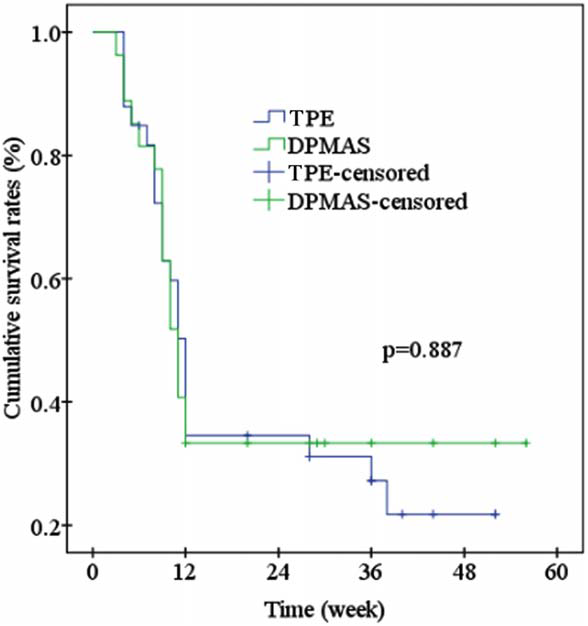 Cumulative survival rates (%)
1.0
0.8
0.6
0.4
0.2
TPE
DPMAS
TPE-censored
DPMAS-censored
p=0.887
0 12 24 36 48 60
Time (week)